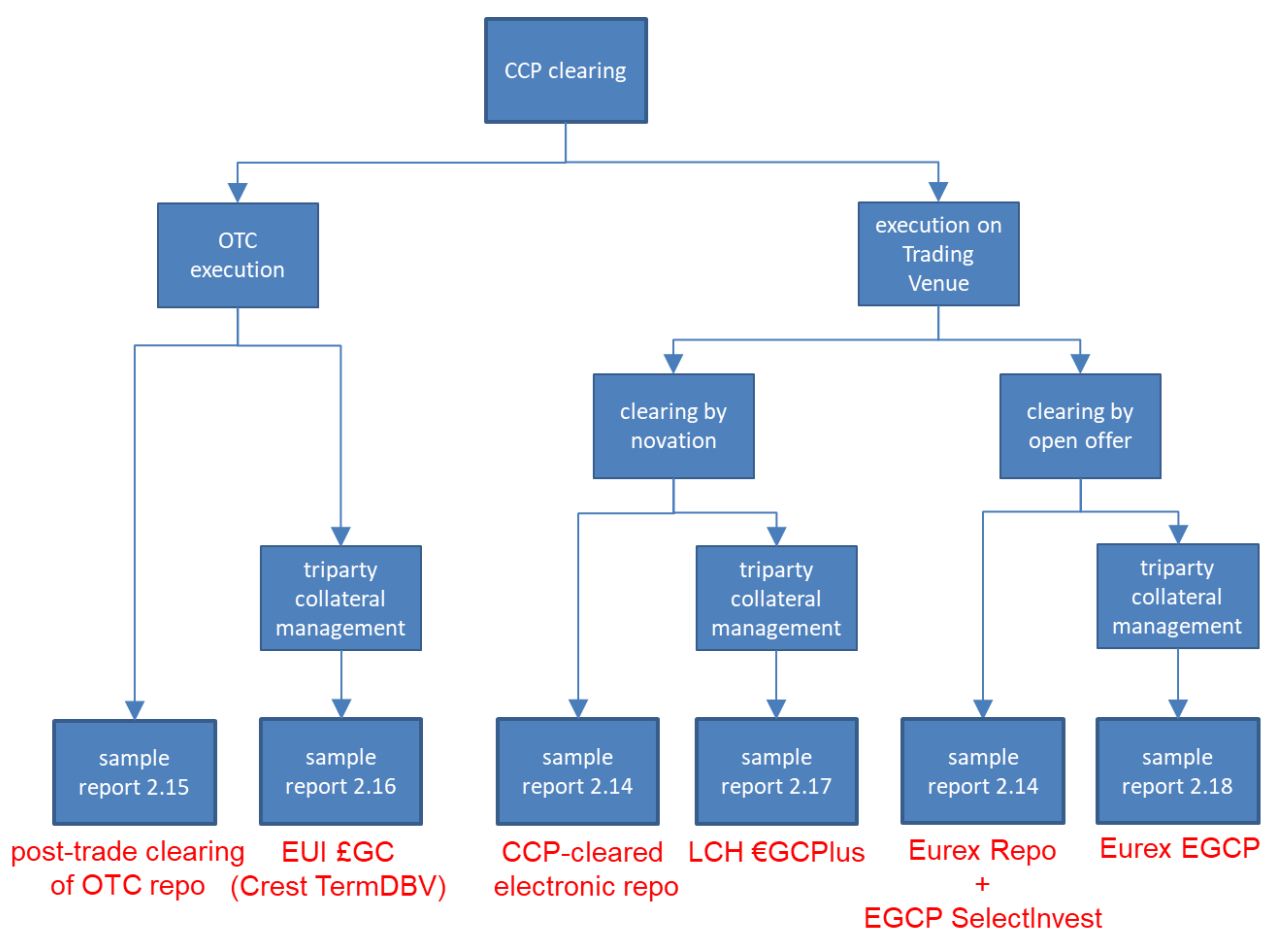 CCP clearing
OTC
execution
execution on
Trading
Venue
clearing by
novation
clearing by
open offer
triparty
collateral
management
triparty
collateral
management
triparty
collateral
management
sample
report 2.15
sample
report 2.16
sample
report 2.14
sample
report 2.17
sample
report 2.14
sample
report 2.18
post-trade clearing
of OTC repo
EUI £GC
(Crest TermDBV)
CCP-cleared
electronic repo
LCH €GCPlus
Eurex Repo
+
EGCP SelectInvest
Eurex EGCP